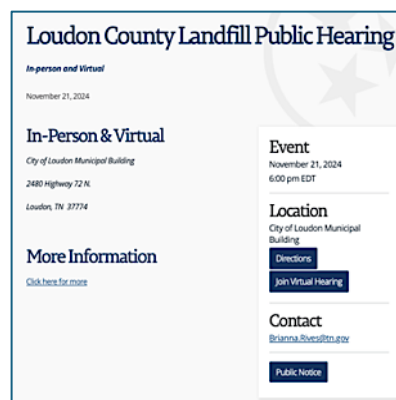 Loudon County Landfill Public Hearing
In-person and Virtual
November 21, 2024
In-Person & Virtual
City of Loudon Municipal Building
2480 Highway 72 N.
Loudon, TN 37774
More Information
Click here for more
Event
November 21, 2024
6:00 pm EDT
Location
City of Loudon Municipal
Building
Directions
Join Virtual Hearing
Contact
Brianna.Rives@tn.gov
Public Notice